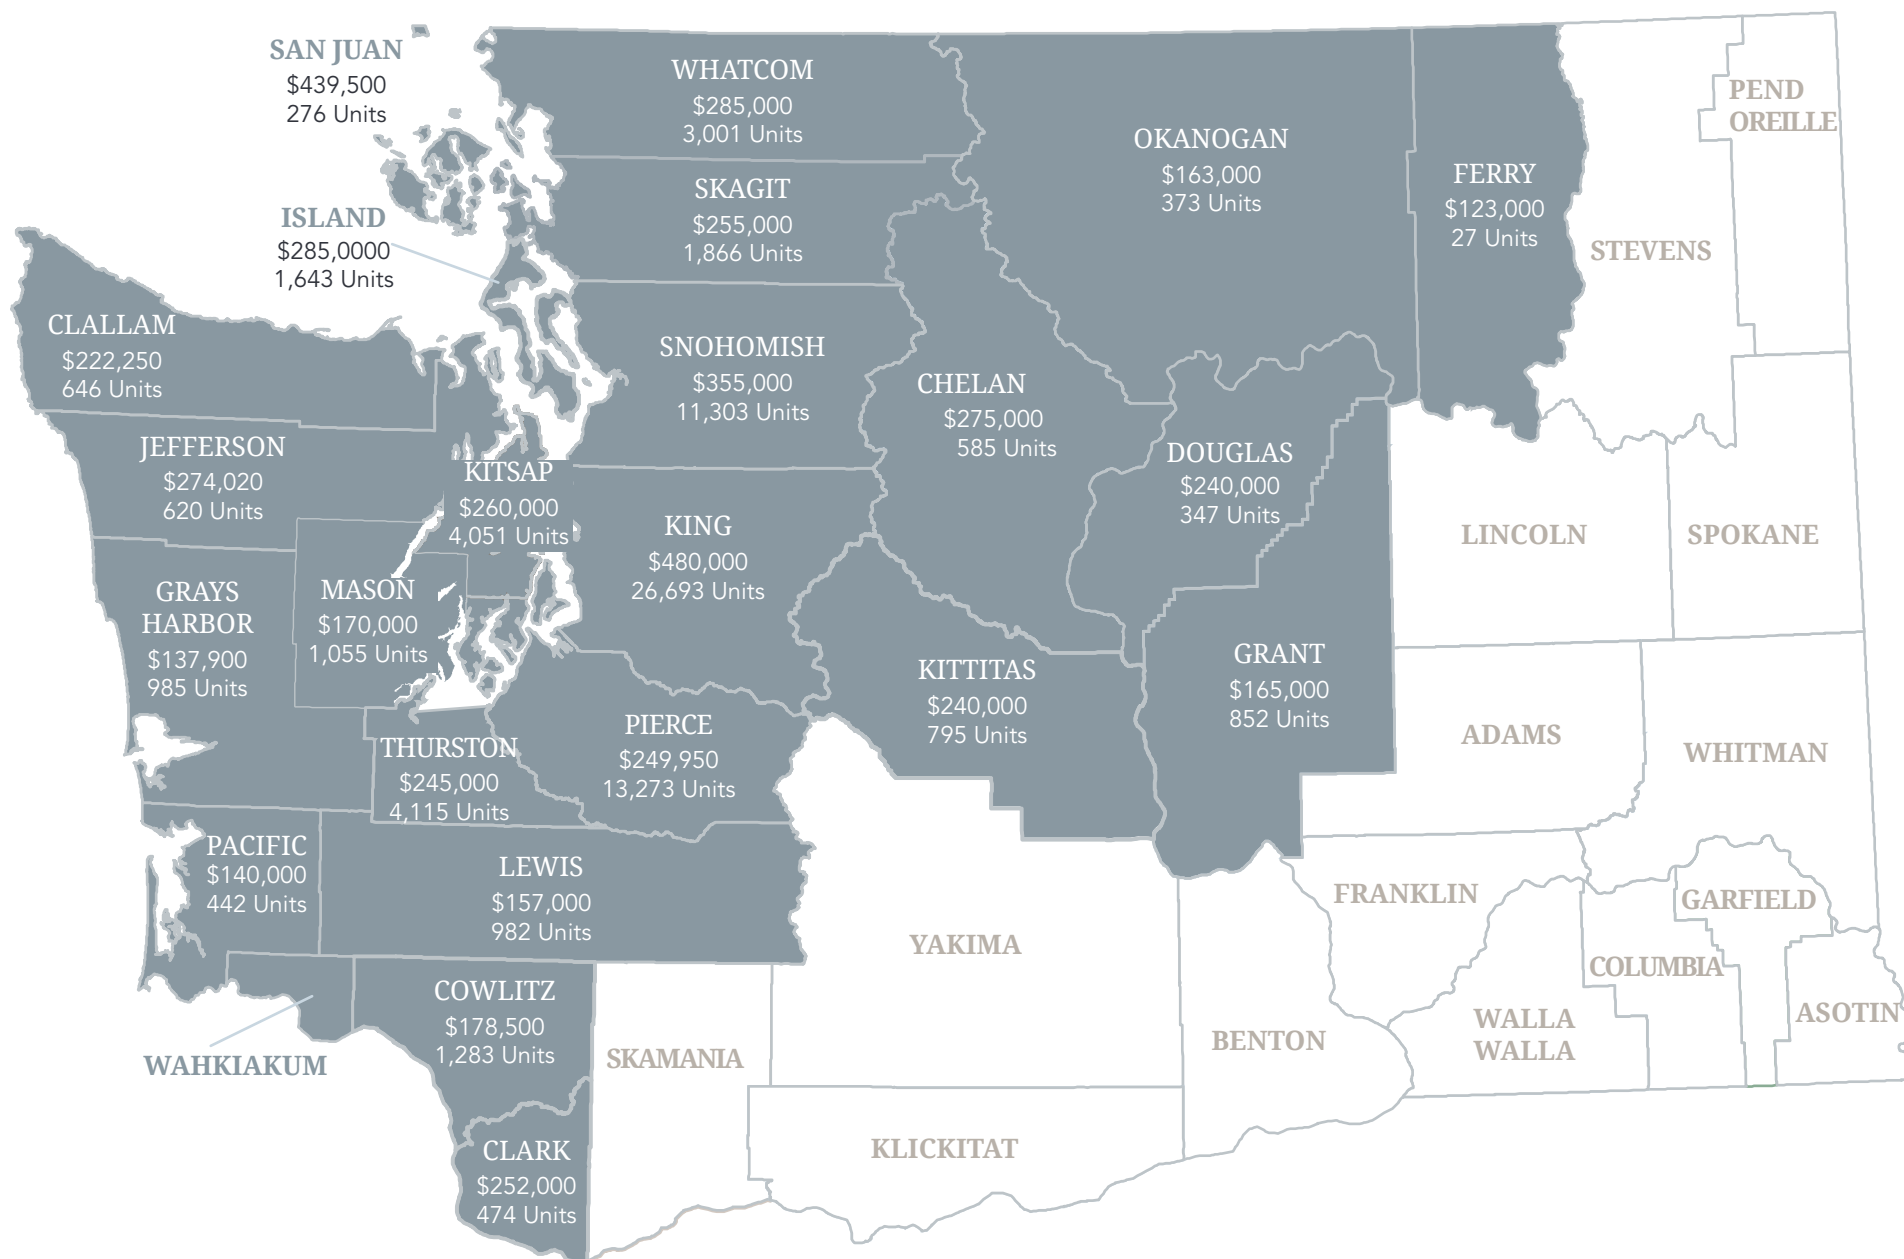 SAN JUAN
$439,500
276 Units
WHATCOM
$285,000
3,001 Units
OKANOGAN
$163,000
373 Units
FERRY
$123,000
27 Units
PEND
OREILLE
STEVENS
SKAGIT
$255,000
1,866 Units
ISLAND
$285,0000
1,643 Units
CLALLAM
$222,250
646 Units
SNOHOMISH
$355,000
11,303 Units
CHELAN
$275,000
585 Units
DOUGLAS
$240,000
347 Units
JEFFERSON
$274,020
620 Units
KITSAP
$260,000
4,051 Units
KING
$480,000
26,693 Units
LINCOLN
SPOKANE
GRAYS
HARBOR
$137,900
985 Units
MASON
$170,000
1,055 Units
KITTITAS
$240,000
795 Units
GRANT
$165,000
852 Units
THURSTON
$245,000
4,115 Units
PIERCE
$249,950
13,273 Units
ADAMS
WHITMAN
PACIFIC
$140,000
442 Units
LEWIS
$157,000
982 Units
YAKIMA
FRANKLIN
GARFIELD
COLUMBIA
ASOTIN
WALLA
WALLA
BENTON
COWLITZ
$178,500
1,283 Units
SKAMANIA
WAHKIAKUM
CLARK
$252,000
474 Units
KLICKITAT